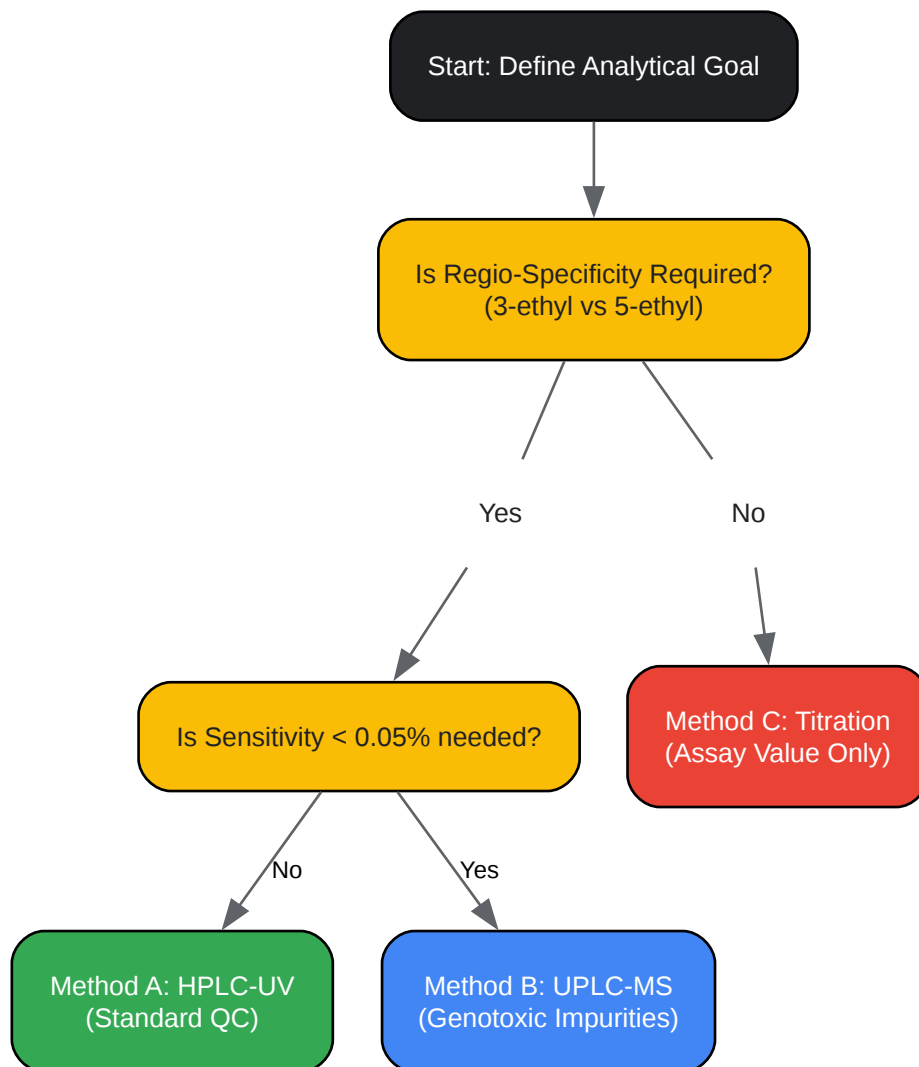 Start: Define Analytical Goal
Is Regio-Specificity Required?
(3-ethyl vs 5-ethyl)
Yes
No
Is Sensitivity < 0.05% needed?
Method C: Titration
(Assay Value Only)
No
Yes
Method A: HPLC-UV
(Standard QC)
Method B: UPLC-MS
(Genotoxic Impurities)